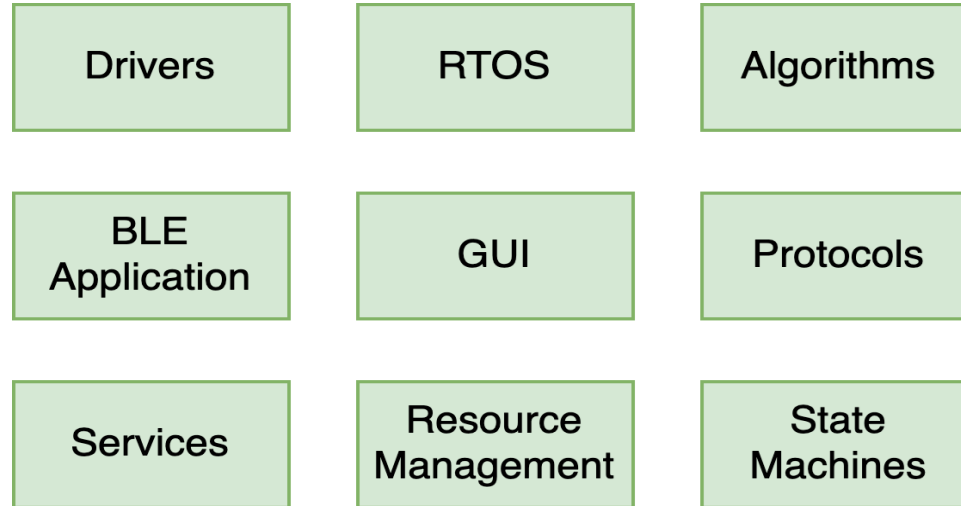 Drivers
RTOS
Algorithms
BLE
Application
GUI
Protocols
Services
Resource
Management
State
Machines